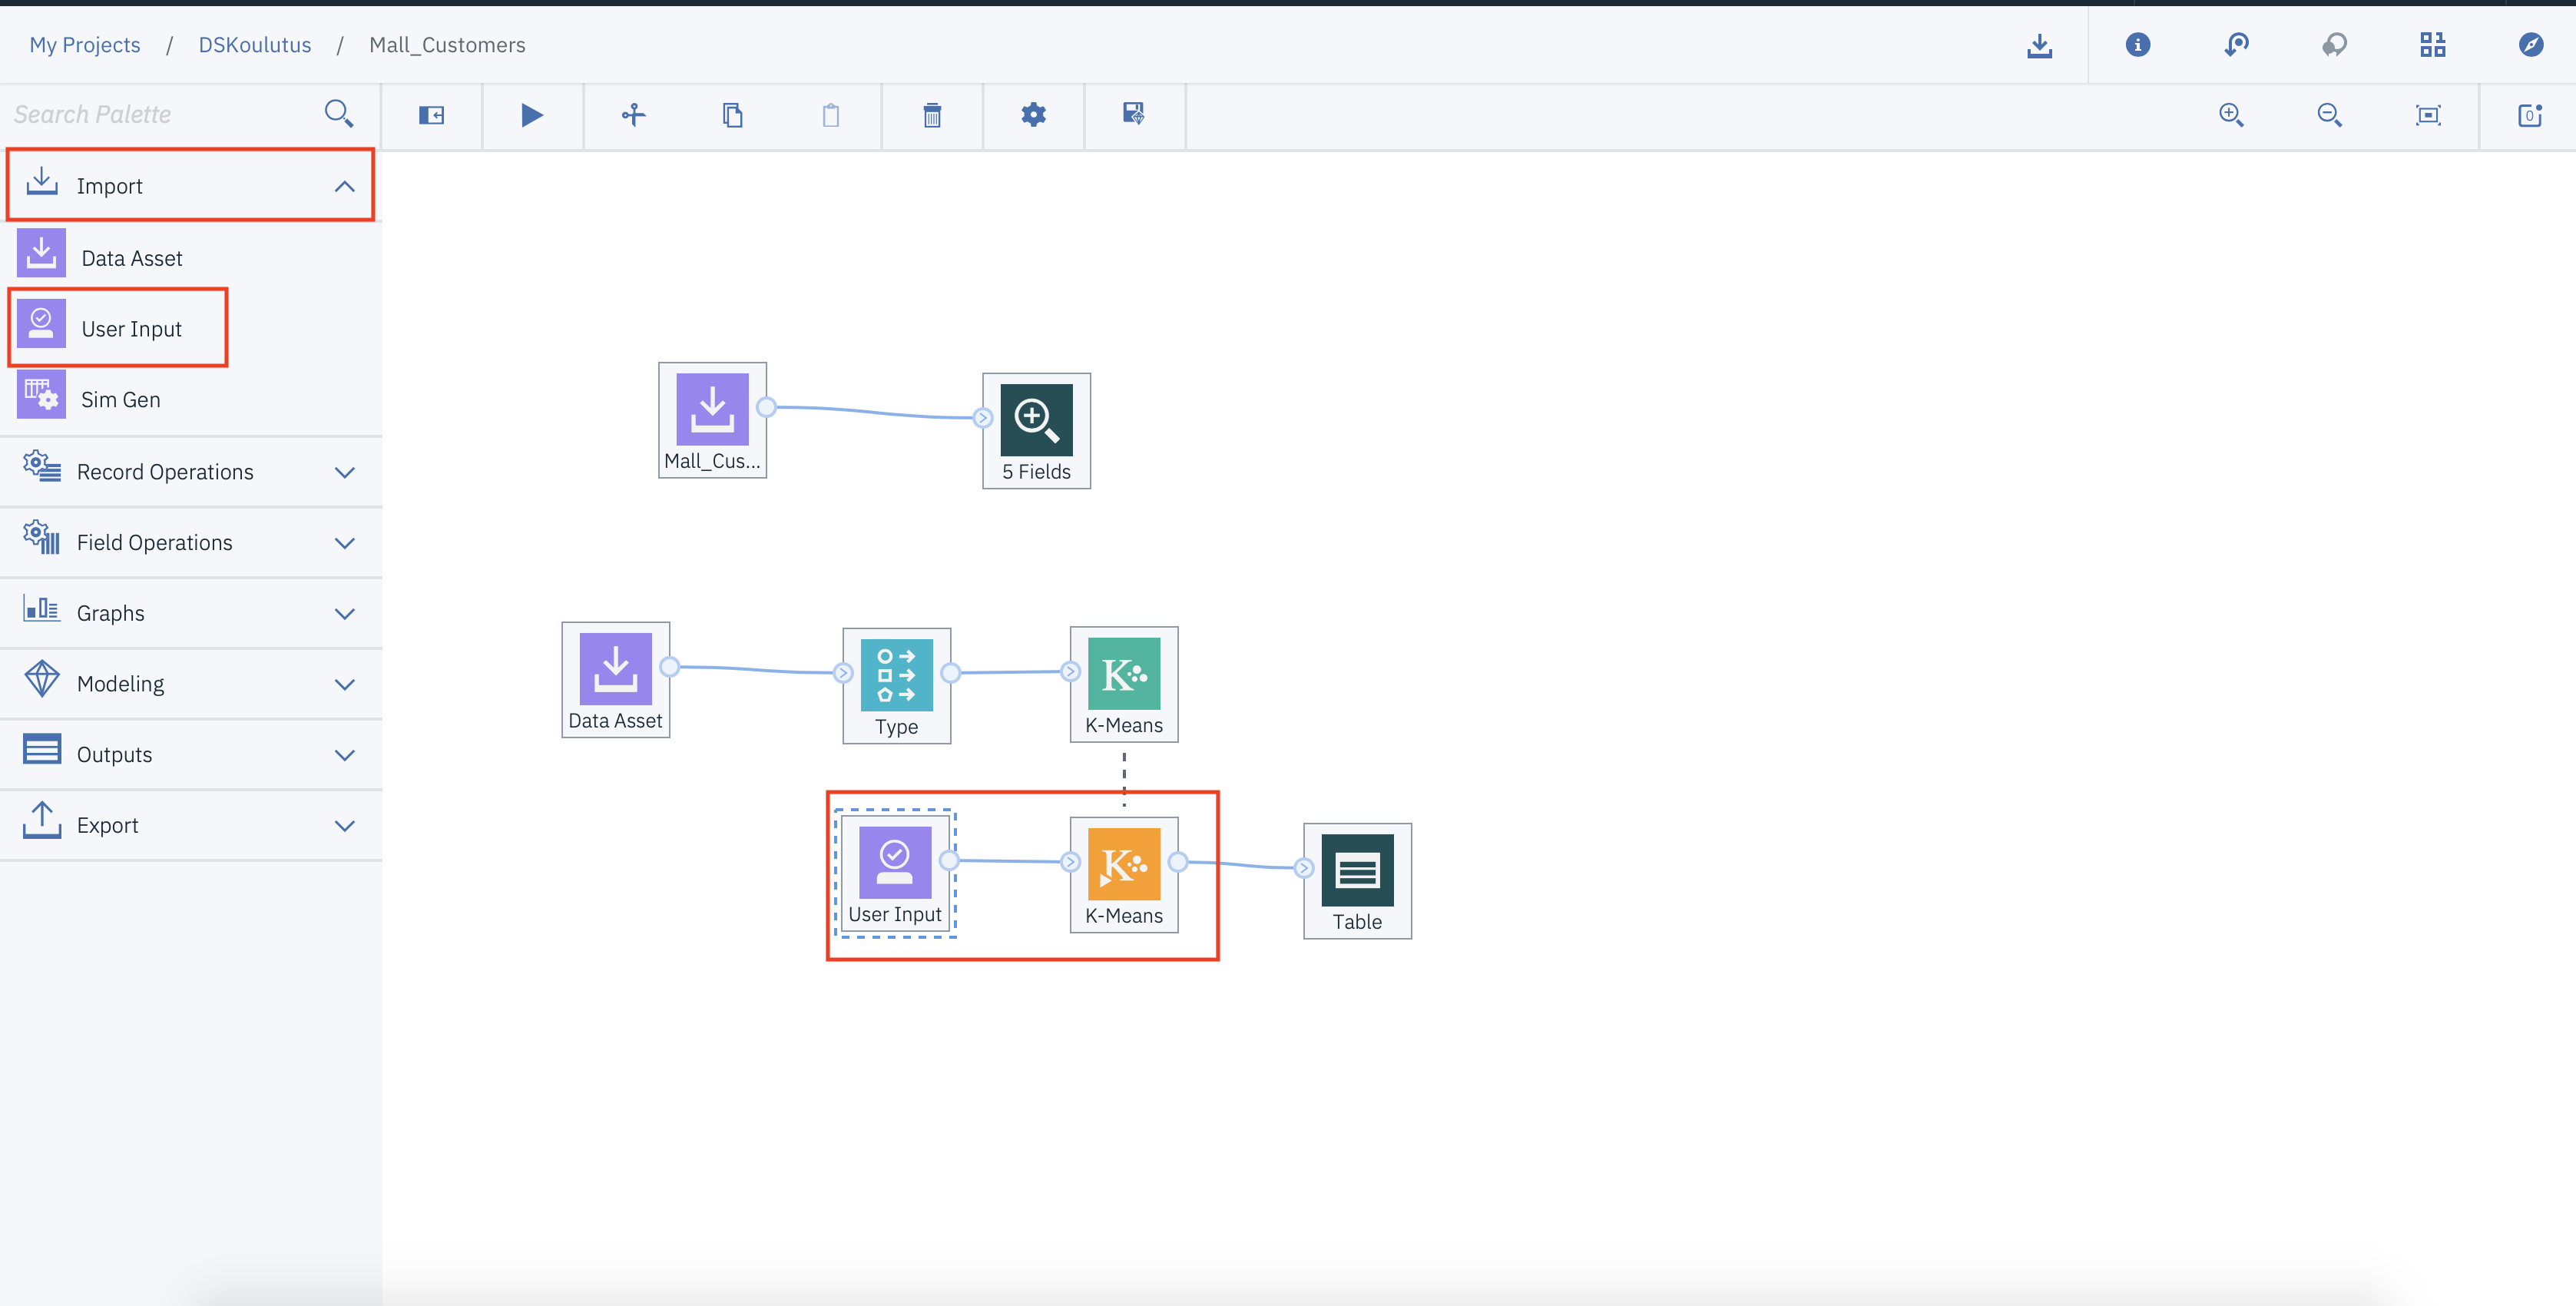 My Projects / DSKoulutus / Mall_Customers
Search Palette
Import
Data Asset
User Input
Sim Gen
Record Operations
Field Operations
Graphs
Modeling
Outputs
Export
Mall_Cus...
5 Fields
Data Asset
Type
K-Means
User Input
K-Means
Table